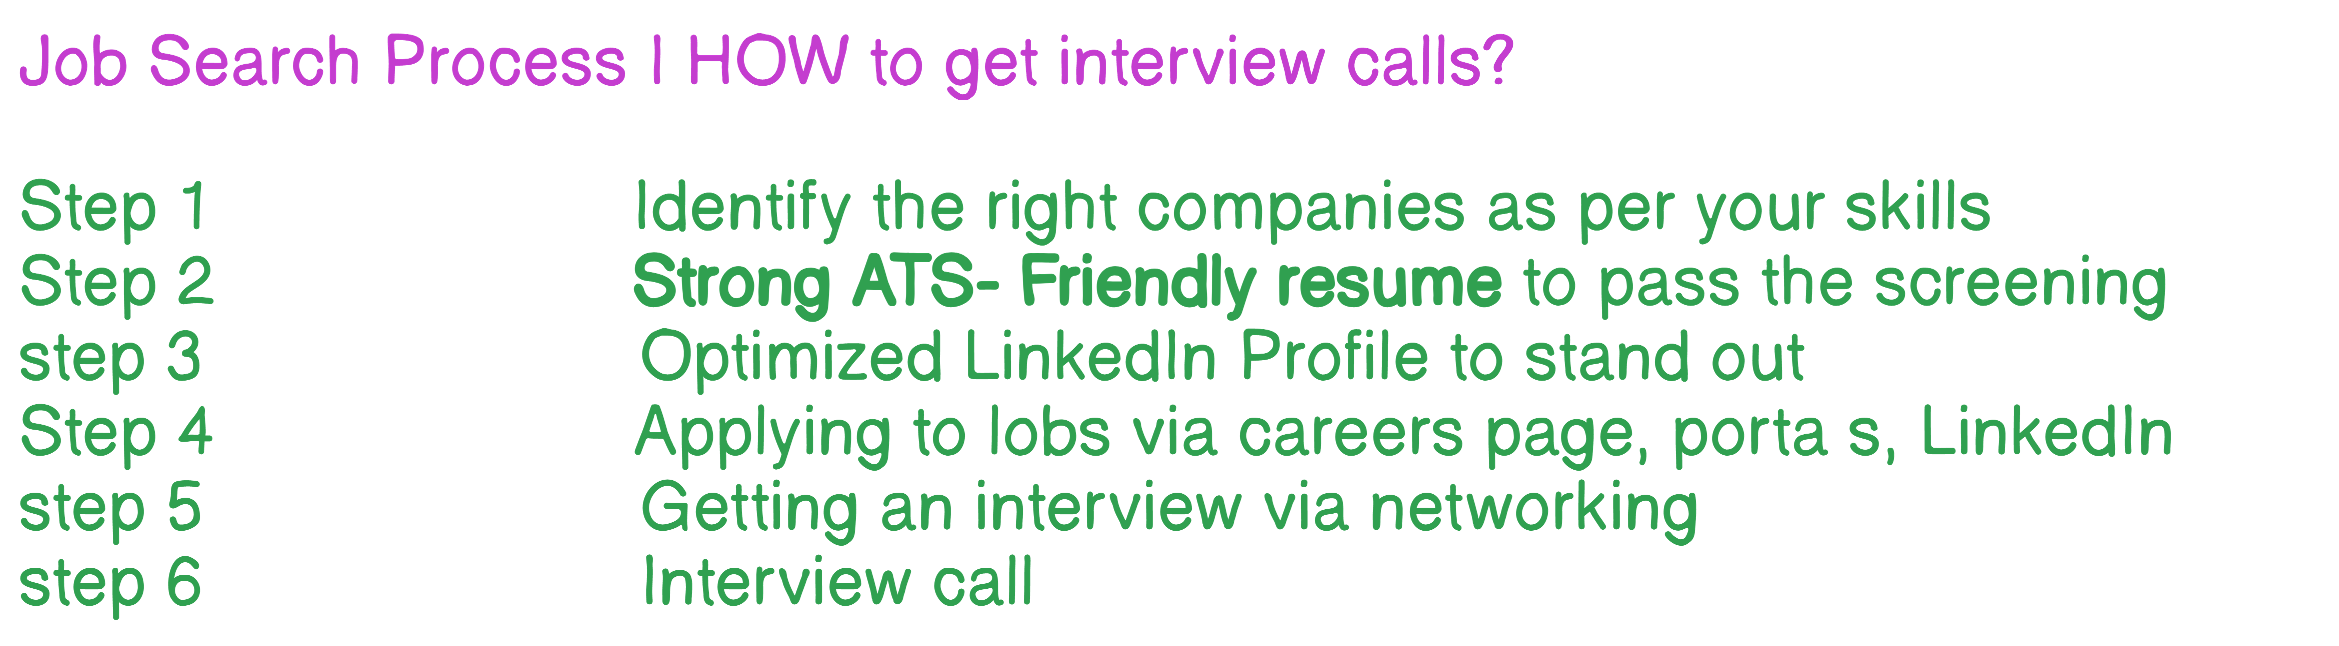 Job Search Process | HOW to get interview calls?
Step 1 Identify the right companies as per your skills
Step 2 Strong ATS- Friendly resume to pass the screening
step 3 Optimized LinkedIn Profile to stand out
Step 4 Applying to lobs via careers page, porta s, LinkedIn
step 5 Getting an interview via networking
step 6 Interview call